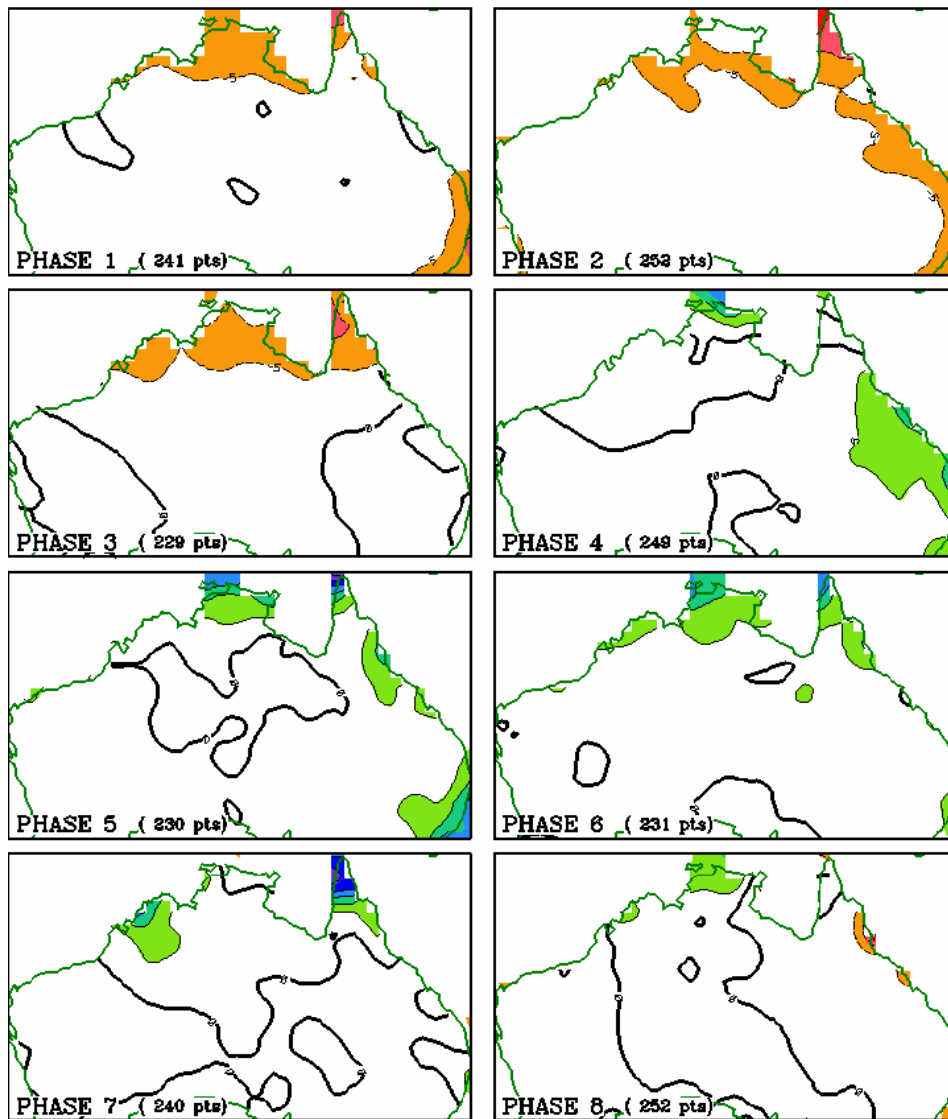 PHASE 1 ( 241 pts)
PHASE 2 ( 252 pts)
PHASE 3 ( 229 pts)
PHASE 4 ( 249 pts)
PHASE 5 ( 230 pts)
PHASE 6 ( 231 pts)
PHASE 7 ( 240 pts)
PHASE 8 ( 252 pts)